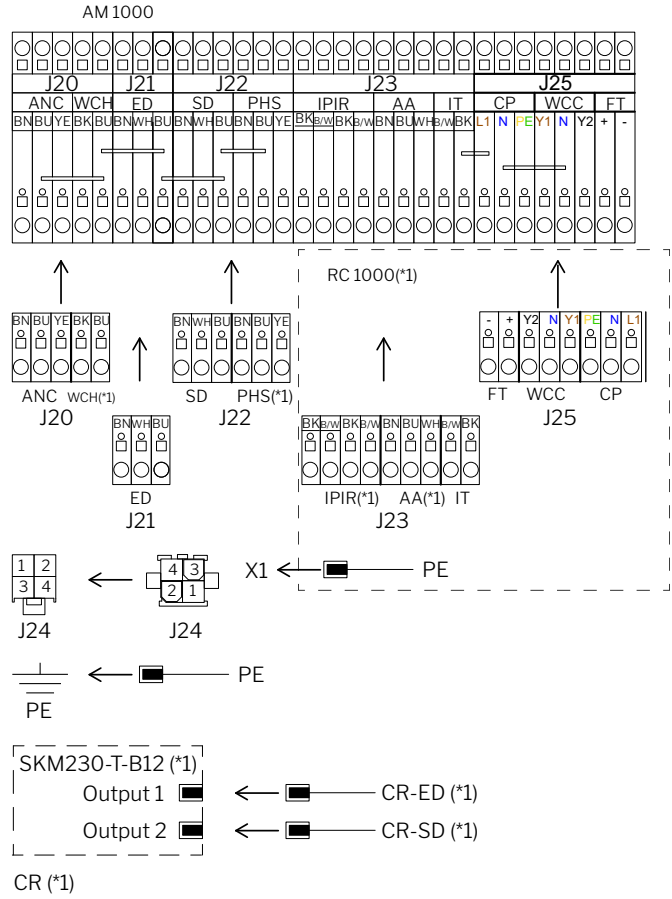 AM 1000
J20 J21 J22 J23 J25
ANC WCH ED SD PHS IPIR AA IT CP WCC FT
BN BU YE BK BU BN WH BU BN WH BU BN BU YE BK B/W BK B/W BN BU WH B/W BK L1 N PE Y1 N Y2 + -
RC 1000(*1)
BN BU YE BK BU
ANC WCH(*1)
J20
BN WH BU BN BU YE
SD PHS(*1)
J22
- + Y2 N Y1 PE N L1
FT WCC CP
J25
BN WH BU
ED
J21
BK B/W BK B/W BN BU WH B/W BK
IPIR(*1) AA(*1) IT
J23
1 2
3 4
J24
4 3
2 1
J24
X1 PE
PE
PE
SKM230-T-B12 (*1)
Output 1 CR-ED (*1)
Output 2 CR-SD (*1)
CR (*1)